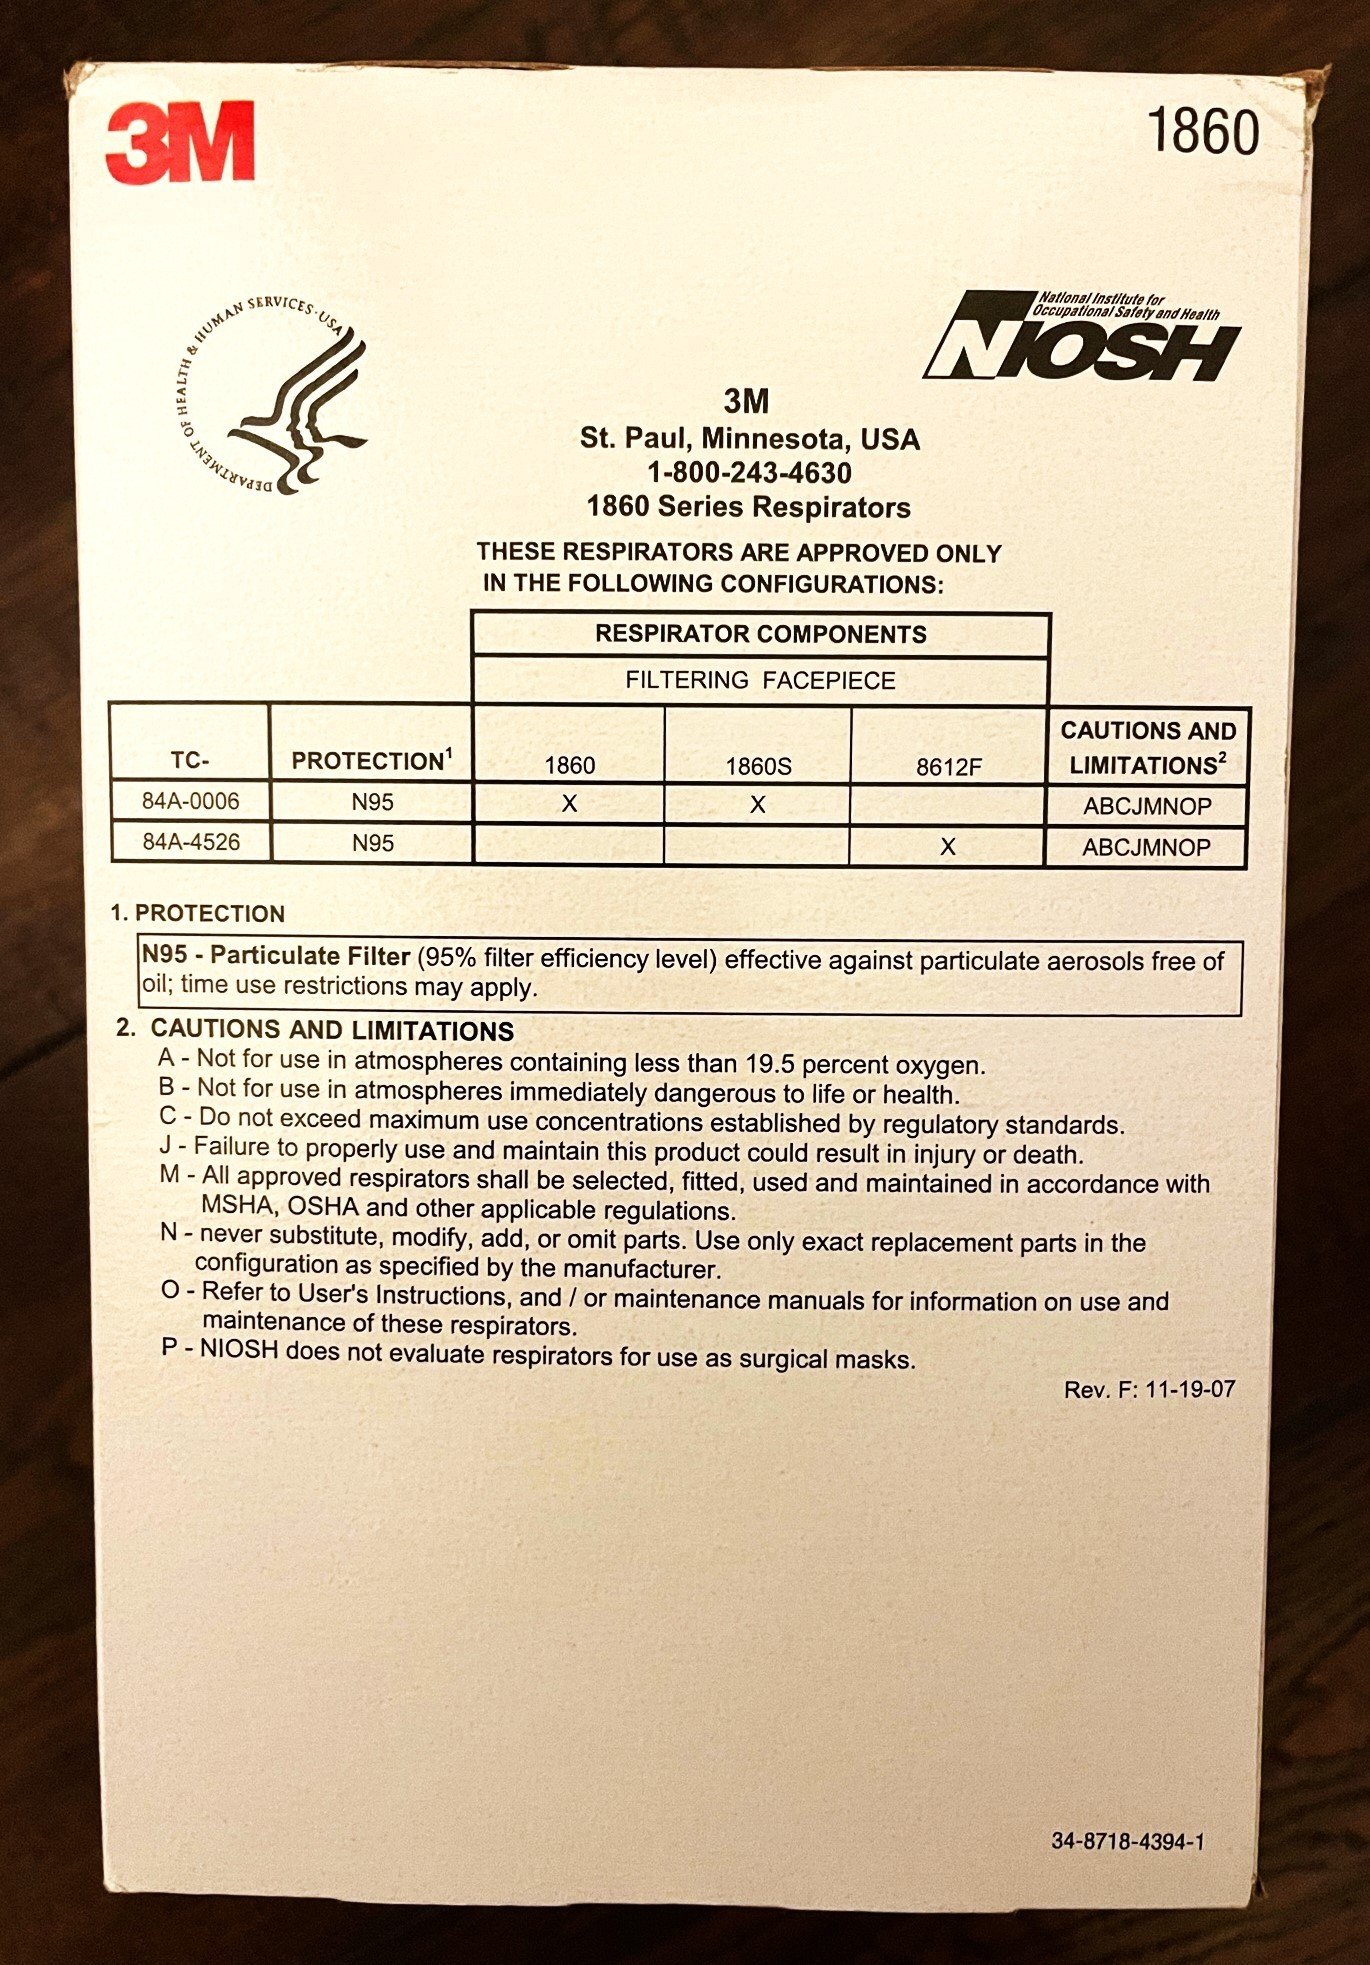 3M
1860
DEPARTMENT OF HEALTH & HUMAN SERVICES · USA
National Institute for
Occupational Safety and Health
NIOSH
3M
St. Paul, Minnesota, USA
1-800-243-4630
1860 Series Respirators
THESE RESPIRATORS ARE APPROVED ONLY
IN THE FOLLOWING CONFIGURATIONS:
RESPIRATOR COMPONENTS
FILTERING FACEPIECE
TC- PROTECTION¹ 1860 1860S 8612F CAUTIONS AND LIMITATIONS²
84A-0006 N95 X X ABCJMNOP
84A-4526 N95 X ABCJMNOP
1. PROTECTION
N95 - Particulate Filter (95% filter efficiency level) effective against particulate aerosols free of
oil; time use restrictions may apply.
2. CAUTIONS AND LIMITATIONS
A - Not for use in atmospheres containing less than 19.5 percent oxygen.
B - Not for use in atmospheres immediately dangerous to life or health.
C - Do not exceed maximum use concentrations established by regulatory standards.
J - Failure to properly use and maintain this product could result in injury or death.
M - All approved respirators shall be selected, fitted, used and maintained in accordance with
MSHA, OSHA and other applicable regulations.
N - never substitute, modify, add, or omit parts. Use only exact replacement parts in the
configuration as specified by the manufacturer.
O - Refer to User's Instructions, and / or maintenance manuals for information on use and
maintenance of these respirators.
P - NIOSH does not evaluate respirators for use as surgical masks.
Rev. F: 11-19-07
34-8718-4394-1